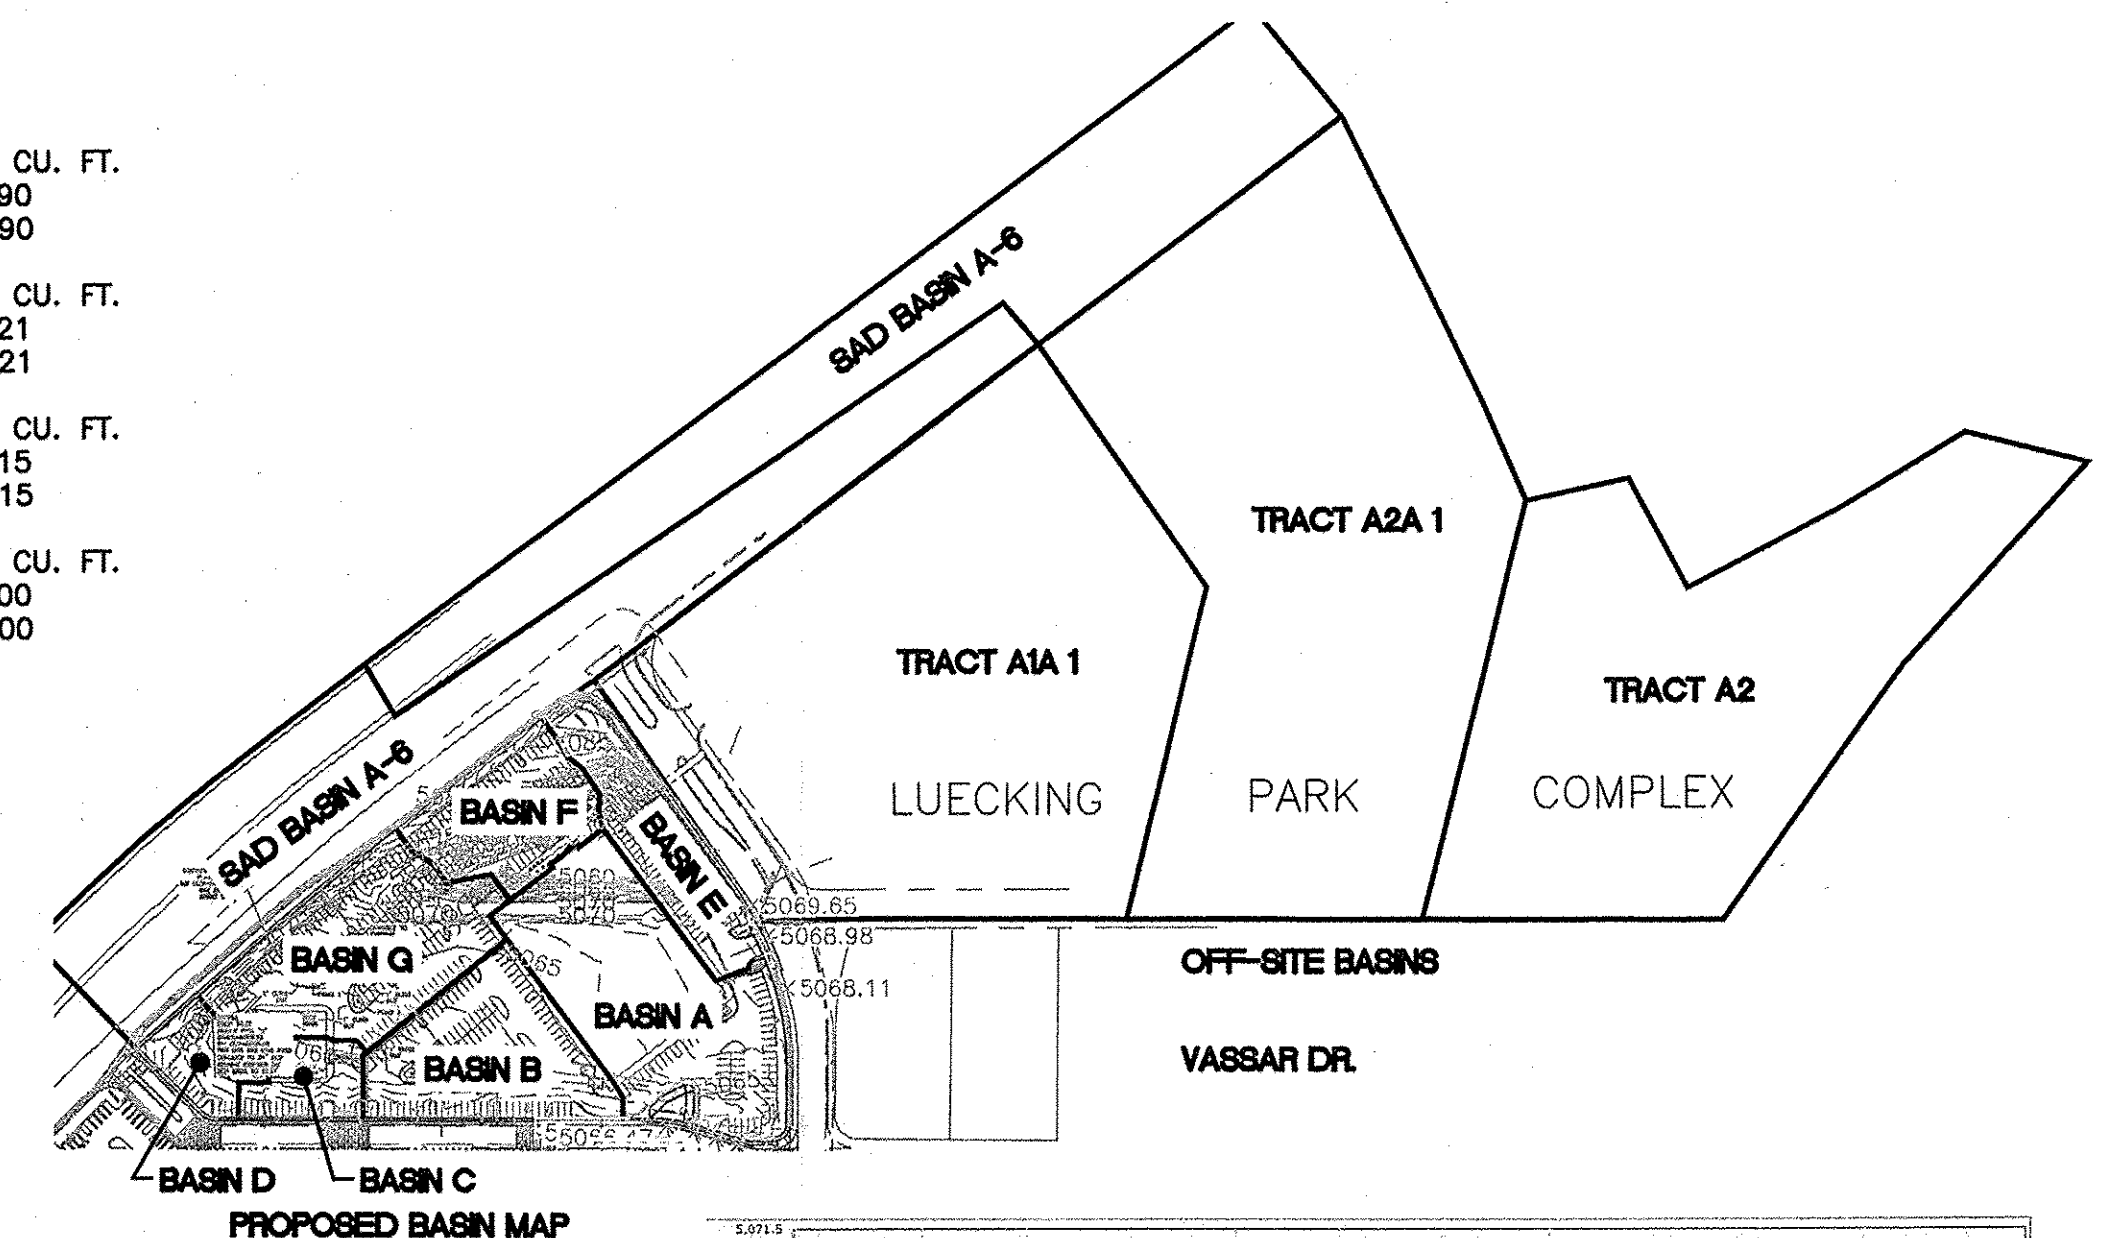 CU. FT.
90
90
CU. FT.
21
21
CU. FT.
15
15
CU. FT.
00
00
SAD BASIN A-6
TRACT A2A 1
TRACT A1A 1
TRACT A2
LUECKING PARK COMPLEX
SAD BASIN A-6
BASIN F
BASIN E
5060
5070
5070
5069.65
5068.98
5068.11
BASIN G
BASIN A
BASIN B
OFF-SITE BASINS
VASSAR DR.
BASIN D
BASIN C
PROPOSED BASIN MAP
5,071.5